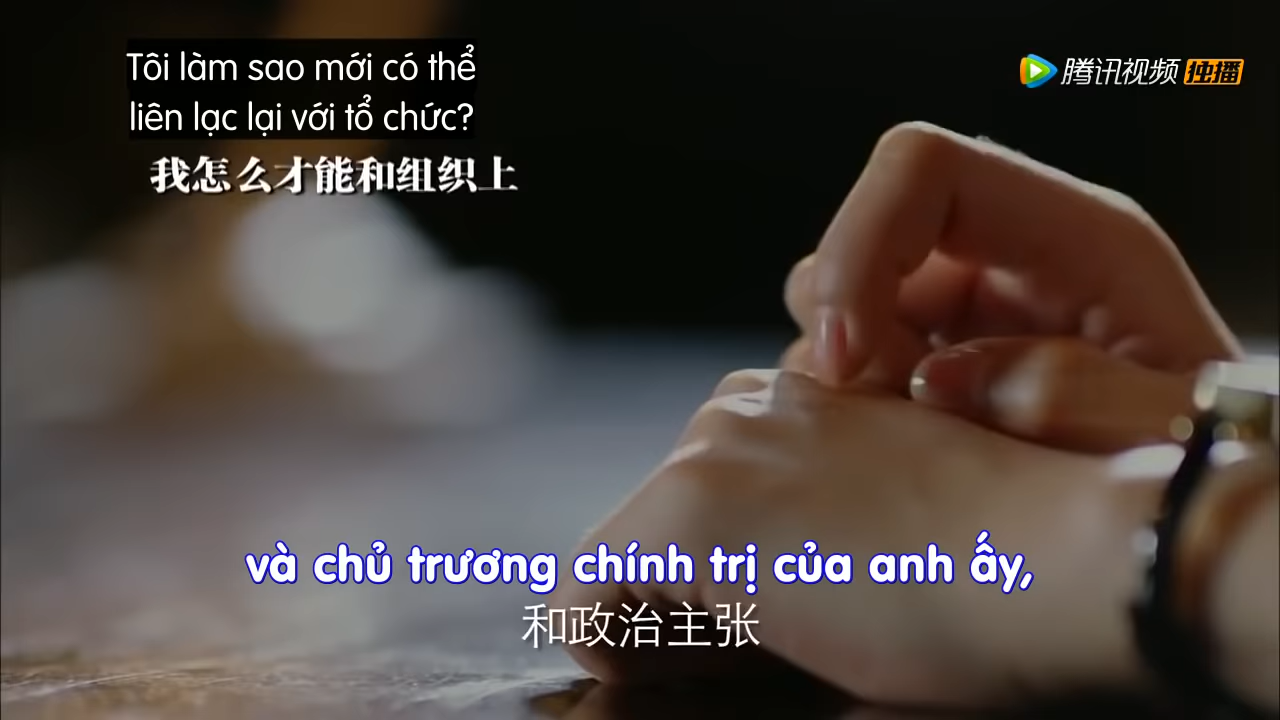 Tôi làm sao mới có thể
liên lạc lại với tổ chức?
我怎么才能和组织上
腾讯视频 独播
và chủ trương chính trị của anh ấy,
和政治主张